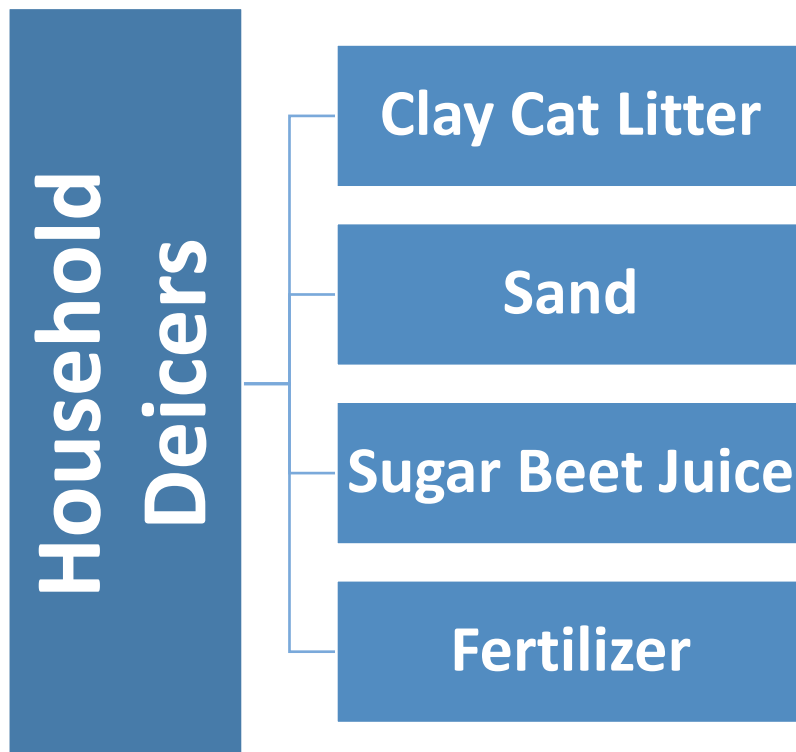 Household
Deicers
Clay Cat Litter
Sand
Sugar Beet Juice
Fertilizer